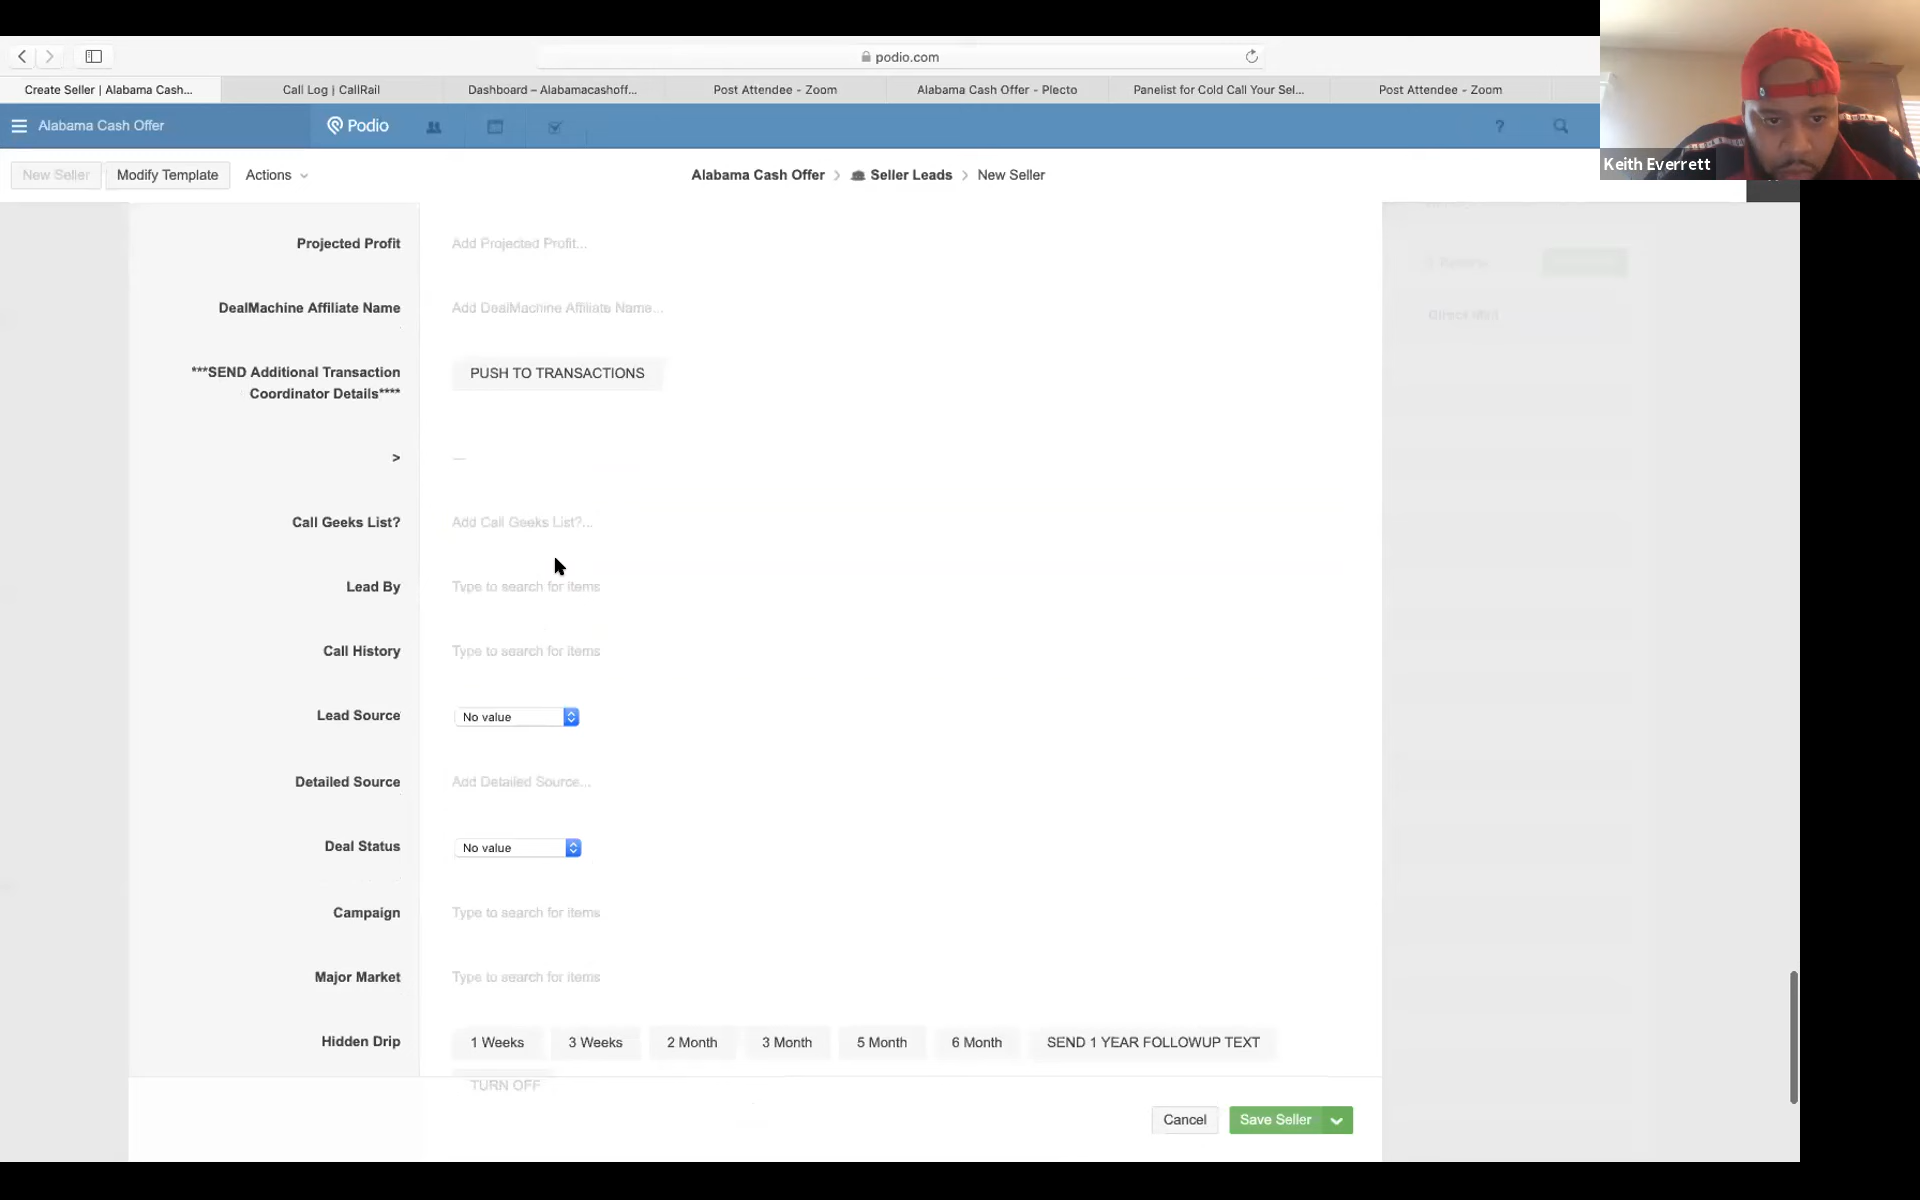 podio.com
Create Seller | Alabama Cash...
Call Log | CallRail
Dashboard – Alabamacashoff...
Post Attendee - Zoom
Alabama Cash Offer - Plecto
Panelist for Cold Call Your Sel...
Post Attendee - Zoom
Alabama Cash Offer
Podio
?
Keith Everrett
New Seller
Modify Template
Actions
Alabama Cash Offer > Seller Leads > New Seller
Projected Profit
Add Projected Profit...
DealMachine Affiliate Name
Add DealMachine Affiliate Name...
***SEND Additional Transaction
Coordinator Details****
PUSH TO TRANSACTIONS
>
—
Call Geeks List?
Add Call Geeks List?...
Lead By
Type to search for items
Call History
Type to search for items
Lead Source
No value
Detailed Source
Add Detailed Source...
Deal Status
No value
Campaign
Type to search for items
Major Market
Type to search for items
Hidden Drip
1 Weeks
3 Weeks
2 Month
3 Month
5 Month
6 Month
SEND 1 YEAR FOLLOWUP TEXT
TURN OFF
Cancel
Save Seller